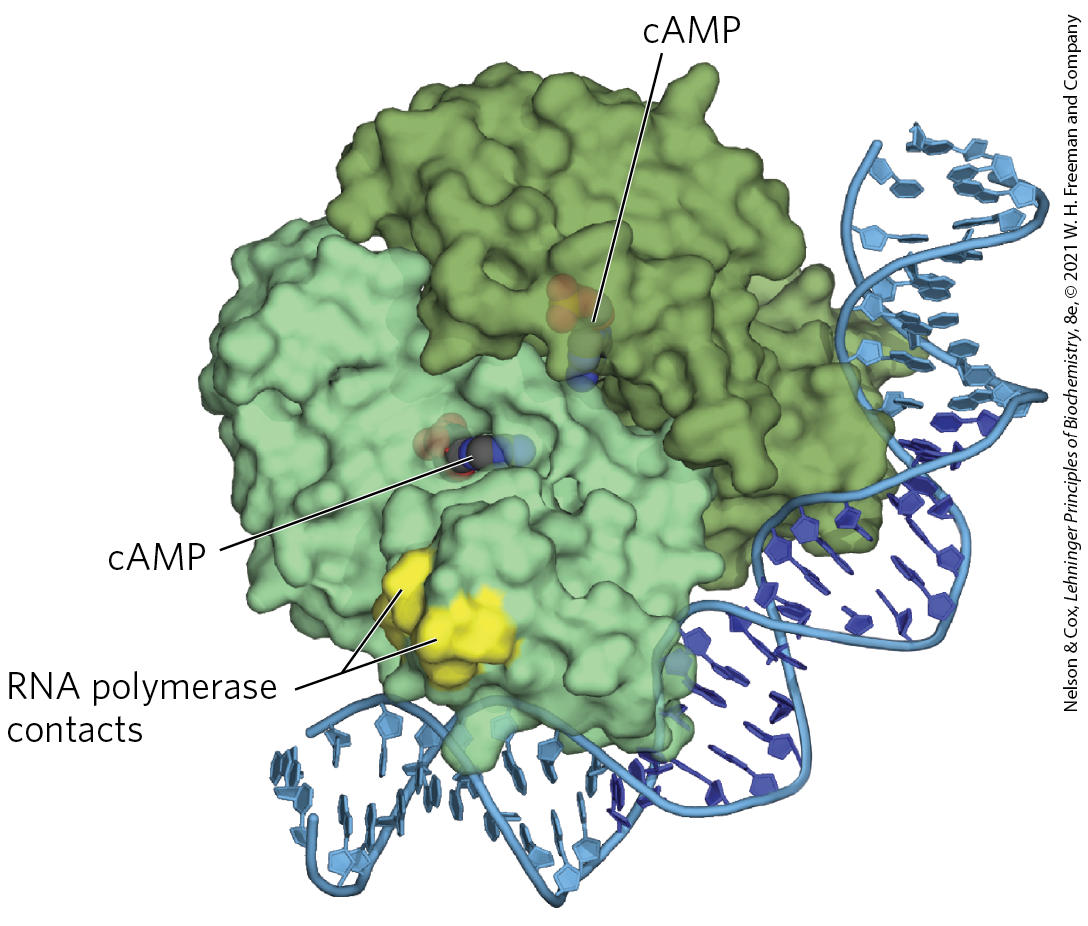 cAMP
cAMP
RNA polymerase
contacts
Nelson & Cox, Lehninger Principles of Biochemistry, 8e, © 2021 W. H. Freeman and Company